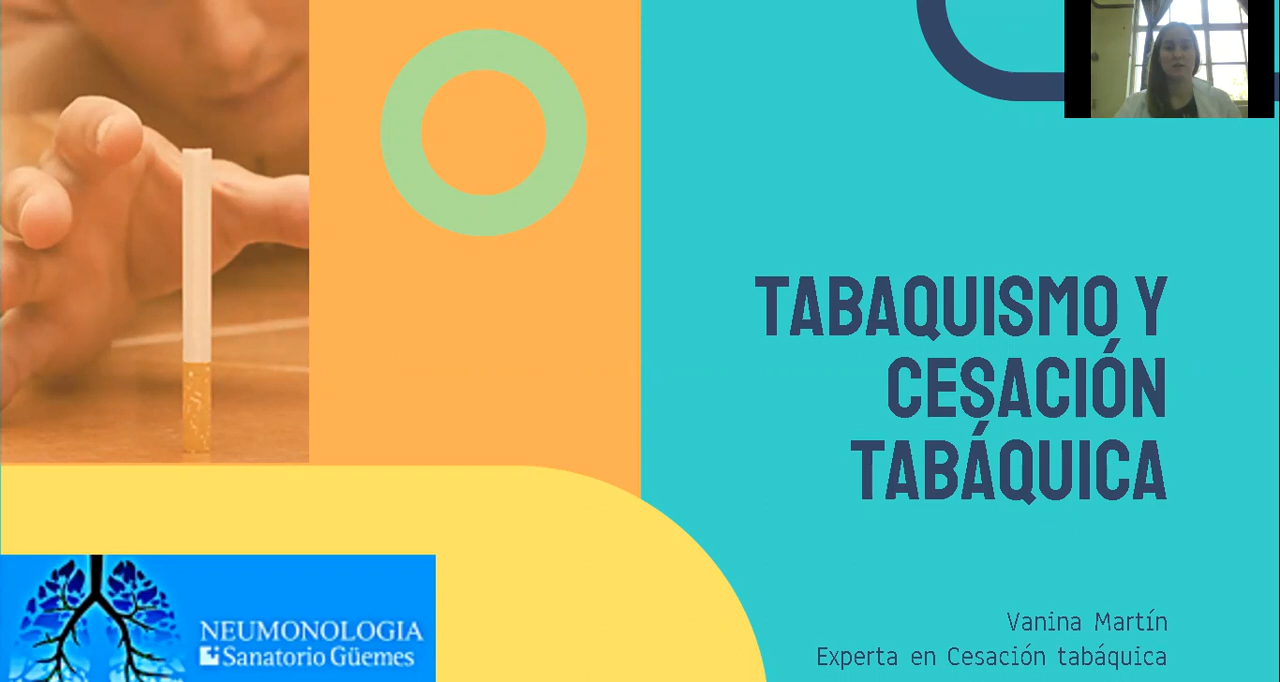 TABAQUISMO Y
CESACIÓN
TABÁQUICA
Vanina Martín
Experta en Cesación tabáquica
NEUMONOLOGIA
Sanatorio Güemes